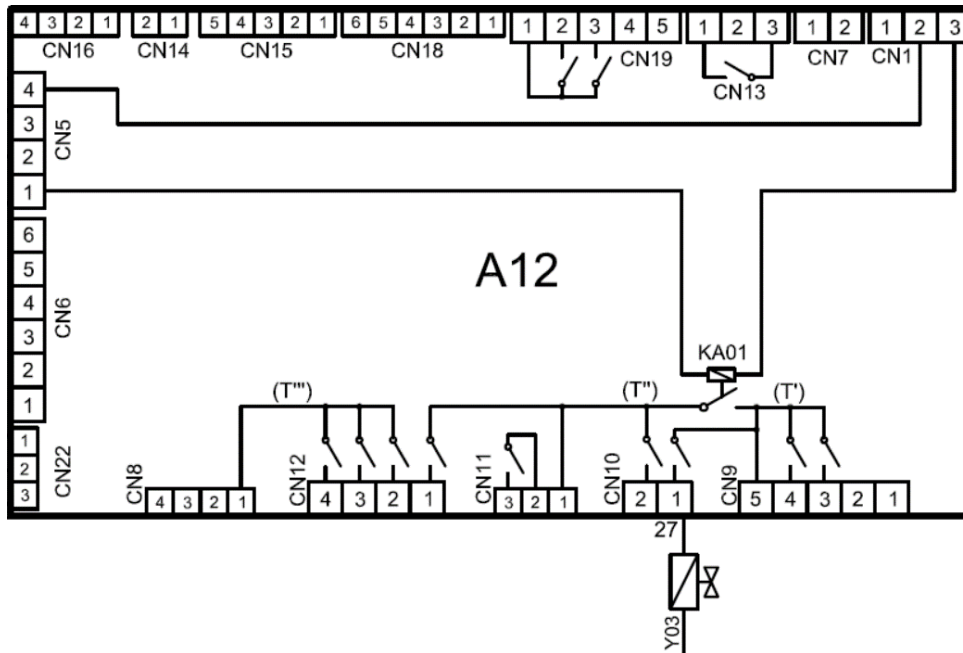 4 3 2 1 2 1 5 4 3 2 1 6 5 4 3 2 1 1 2 3 4 5 1 2 3 1 2 1 2 3
CN16 CN14 CN15 CN18 CN19 CN13 CN7 CN1
4
3
2
1
CN5
6
5
4
3
2
1
CN6
A12
KA01
(T''') (T'') (T')
1
2
3
CN22
CN8 CN12 CN11 CN10 CN9
4 3 2 1 4 3 2 1 3 2 1 2 1 5 4 3 2 1
27
Y03